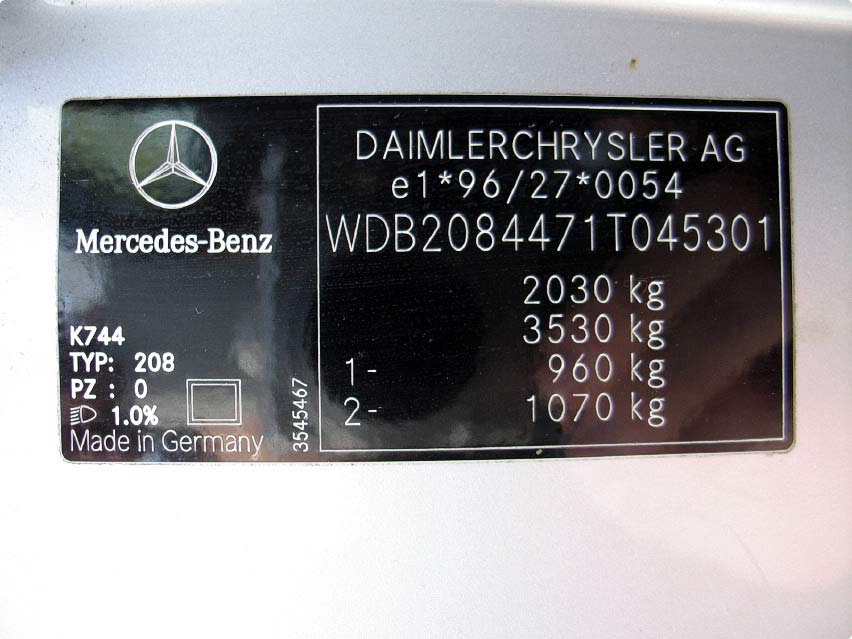 Mercedes-Benz
K744
TYP: 208
PZ : 0
1.0%
Made in Germany
3545467
DAIMLERCHRYSLER AG
e1*96/27*0054
WDB2084471T045301
2030 kg
3530 kg
1- 960 kg
2- 1070 kg